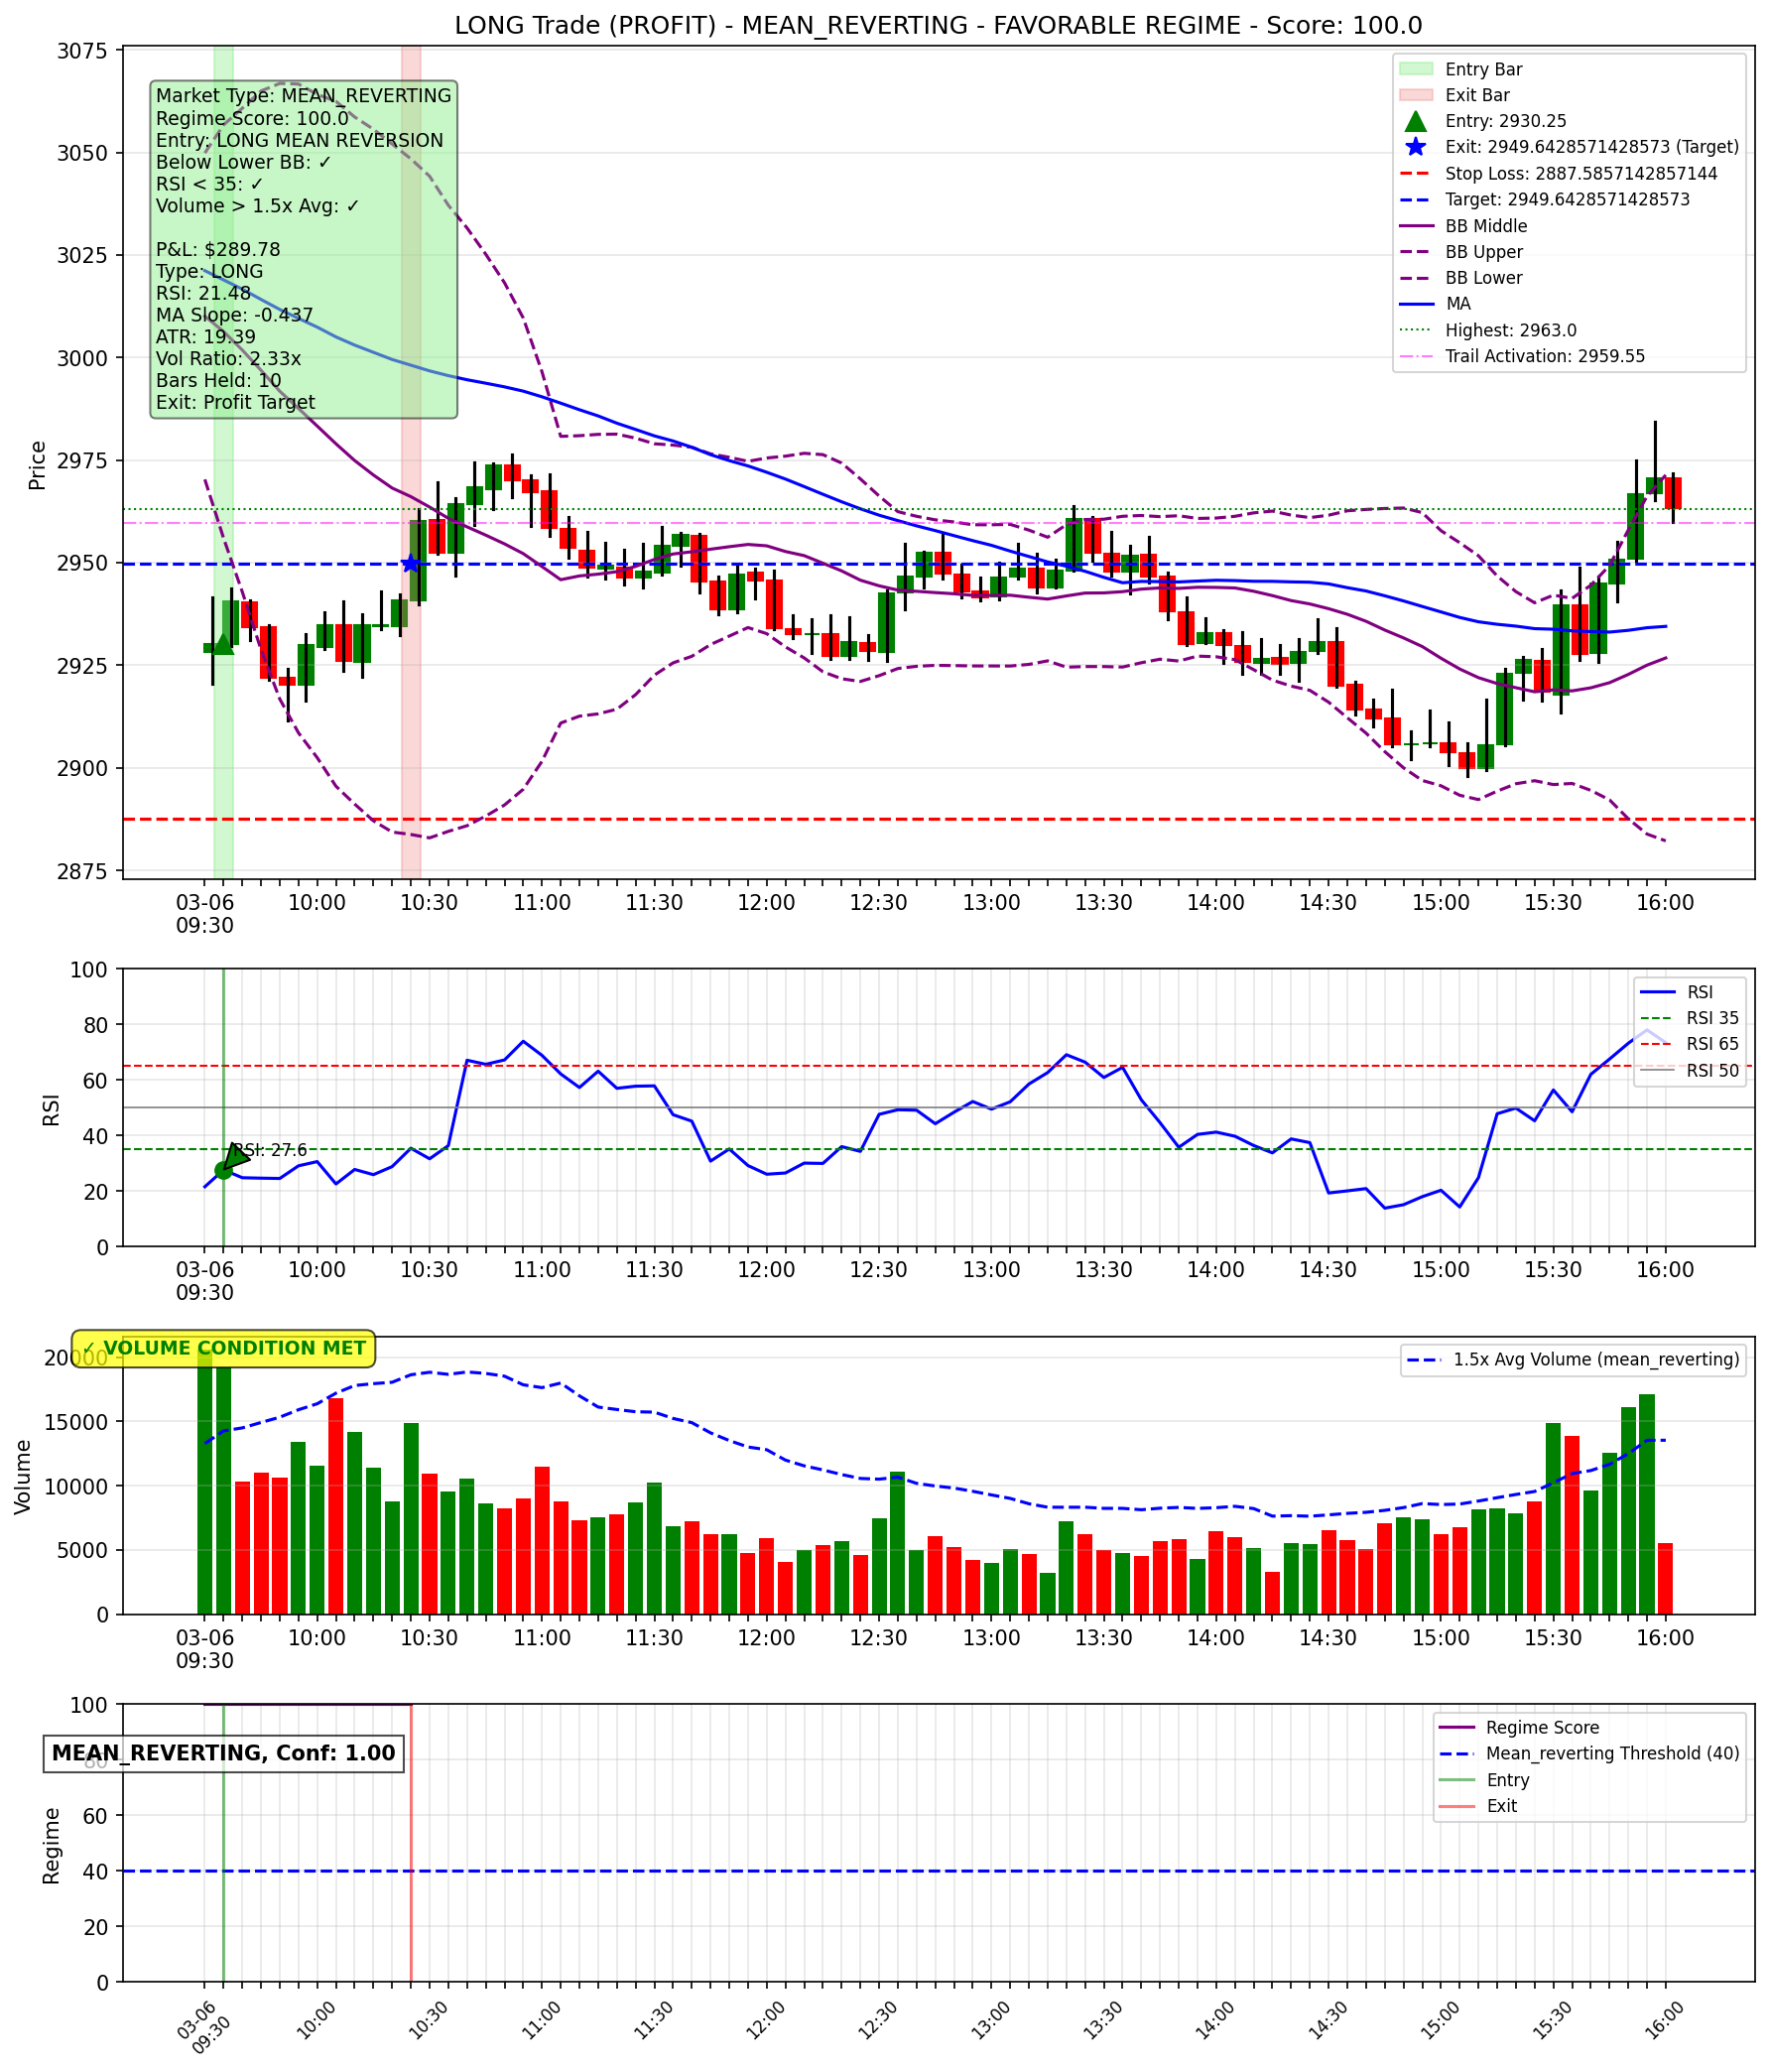 LONG Trade (PROFIT) - MEAN_REVERTING - FAVORABLE REGIME - Score: 100.0
Price
3075
3050
3025
3000
2975
2950
2925
2900
2875
Market Type: MEAN_REVERTING
Regime Score: 100.0
Entry: LONG MEAN REVERSION
Below Lower BB: ✓
RSI < 35: ✓
Volume > 1.5x Avg: ✓
P&L: $289.78
Type: LONG
RSI: 21.48
MA Slope: -0.437
ATR: 19.39
Vol Ratio: 2.33x
Bars Held: 10
Exit: Profit Target
Entry Bar
Exit Bar
Entry: 2930.25
Exit: 2949.6428571428573 (Target)
Stop Loss: 2887.5857142857144
Target: 2949.6428571428573
BB Middle
BB Upper
BB Lower
MA
Highest: 2963.0
Trail Activation: 2959.55
03-06 10:00 10:30 11:00 11:30 12:00 12:30 13:00 13:30 14:00 14:30 15:00 15:30 16:00
09:30
RSI
100
80
60
40
20
0
RSI: 27.6
RSI
RSI 35
RSI 65
RSI 50
03-06 10:00 10:30 11:00 11:30 12:00 12:30 13:00 13:30 14:00 14:30 15:00 15:30 16:00
09:30
✓ VOLUME CONDITION MET
Volume
20000
15000
10000
5000
0
1.5x Avg Volume (mean_reverting)
03-06 10:00 10:30 11:00 11:30 12:00 12:30 13:00 13:30 14:00 14:30 15:00 15:30 16:00
09:30
Regime
100
80
60
40
20
0
MEAN_REVERTING, Conf: 1.00
Regime Score
Mean_reverting Threshold (40)
Entry
Exit
03-06 10:00 10:30 11:00 11:30 12:00 12:30 13:00 13:30 14:00 14:30 15:00 15:30 16:00
09:30